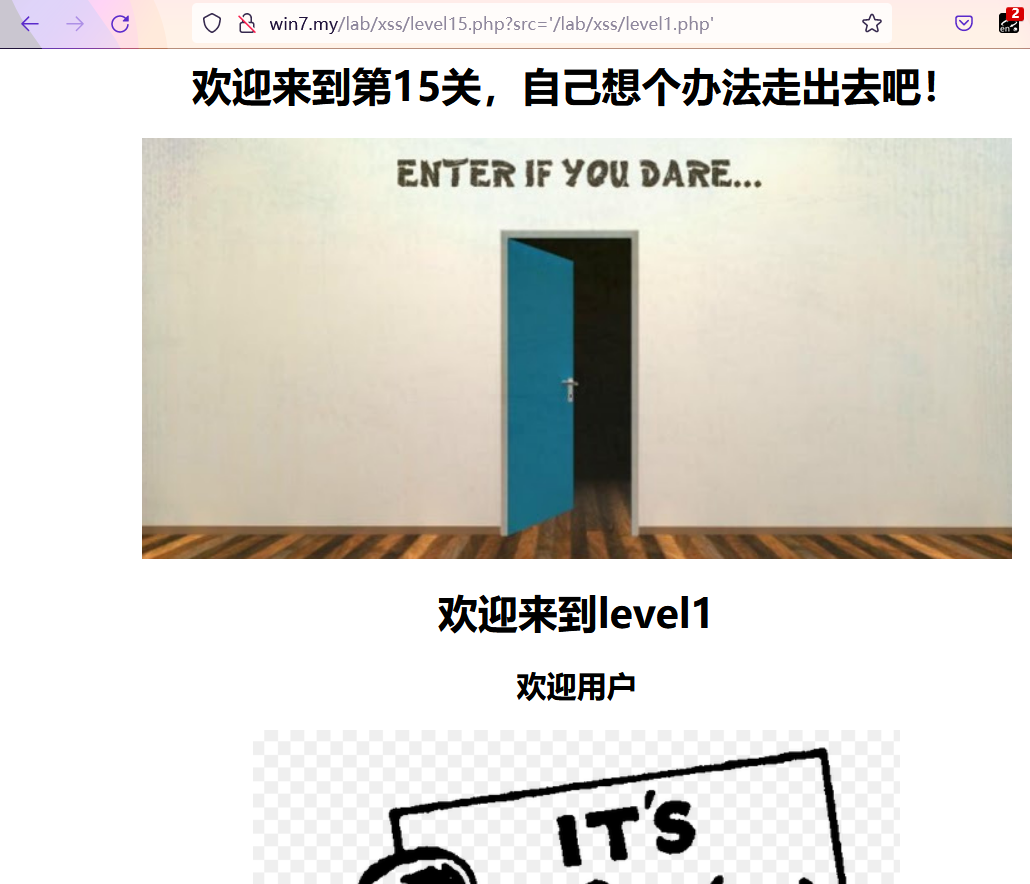 win7.my/lab/xss/level15.php?src='/lab/xss/level1.php'
2
en
欢迎来到第15关，自己想个办法走出去吧！
ENTER IF YOU DARE...
欢迎来到level1
欢迎用户
IT'S